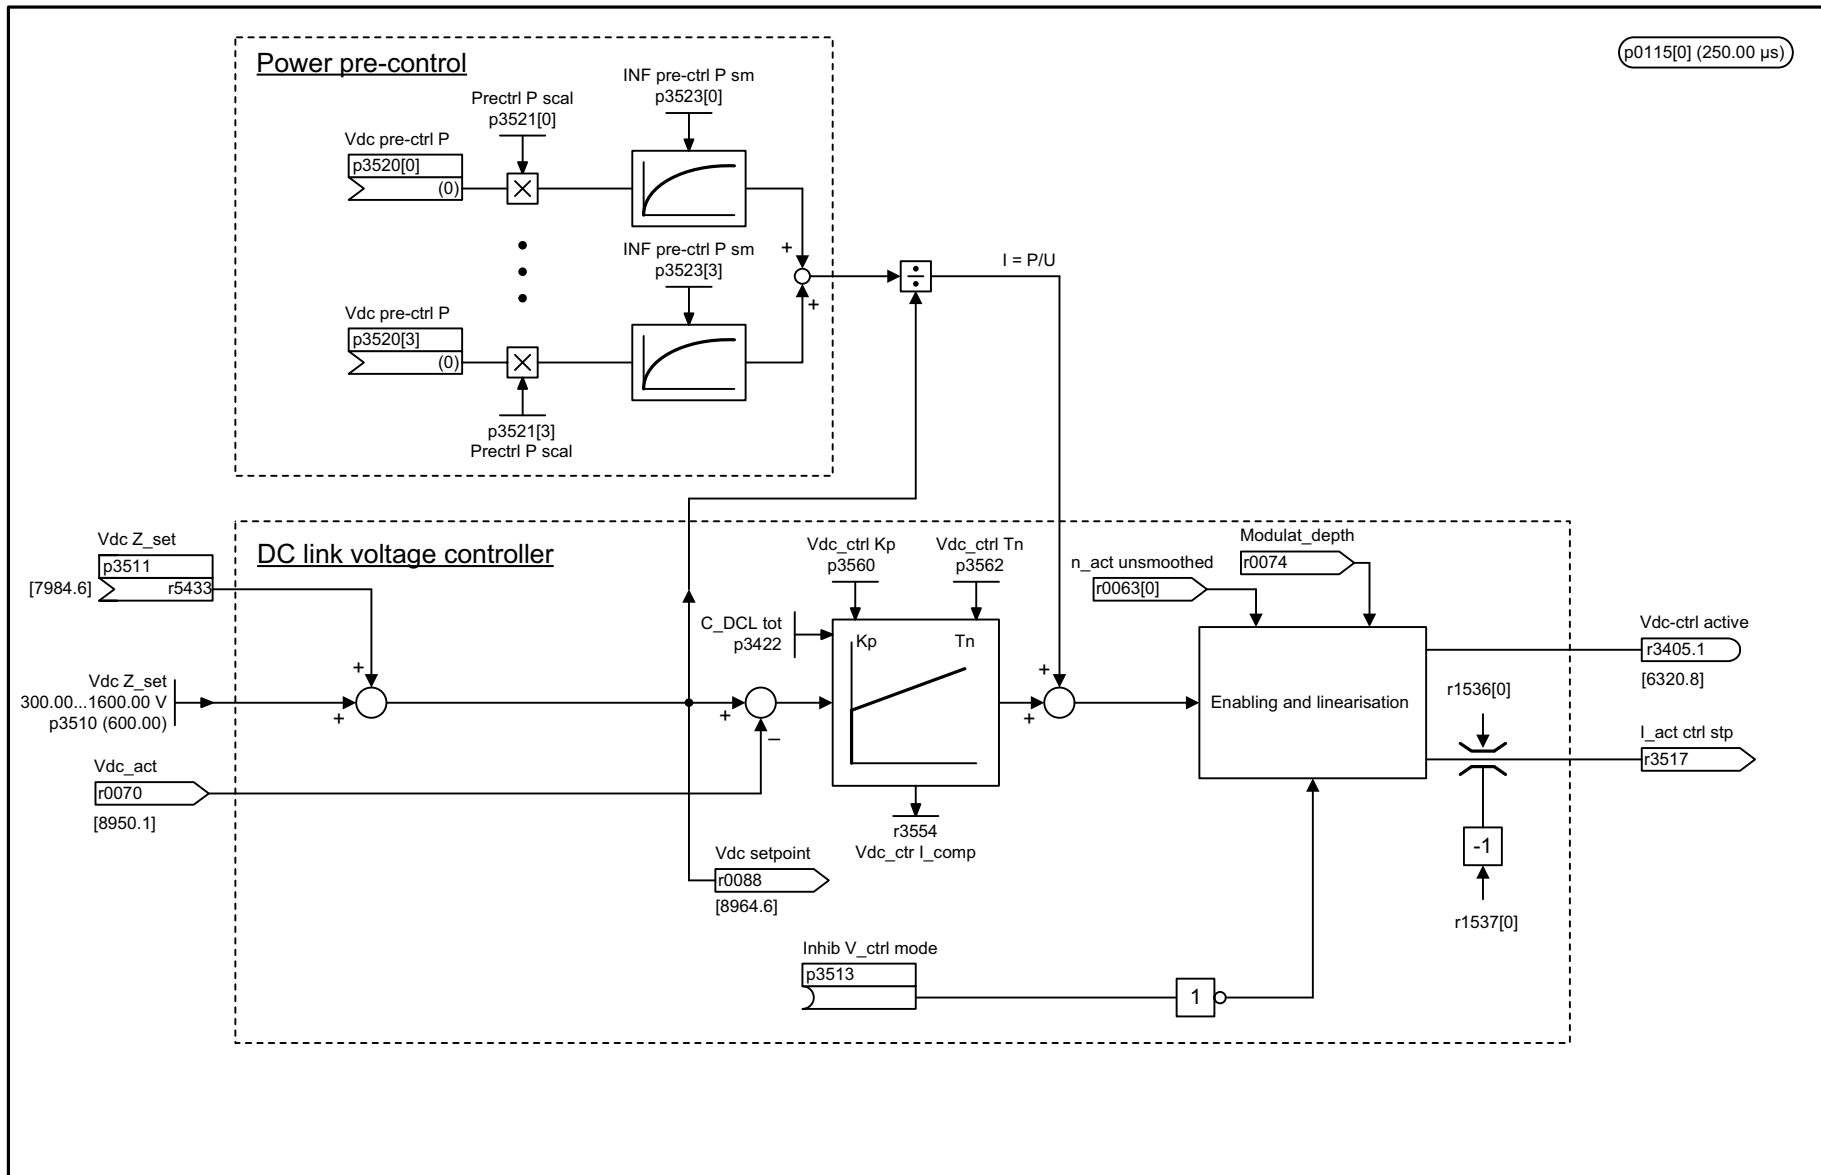 p0115[0] (250.00 µs)
Power pre-control
INF pre-ctrl P sm
p3523[0]
Prectrl P scal
p3521[0]
Vdc pre-ctrl P
p3520[0]
(0)
INF pre-ctrl P sm
p3523[3]
+
+
I = P/U
Vdc pre-ctrl P
p3520[3]
(0)
p3521[3]
Prectrl P scal
DC link voltage controller
Vdc Z_set
p3511
r5433
[7984.6]
Vdc_ctrl Kp
p3560
Vdc_ctrl Tn
p3562
Modulat_depth
r0074
n_act unsmoothed
r0063[0]
C_DCL tot
p3422
Kp
Tn
Vdc-ctrl active
r3405.1
[6320.8]
Vdc Z_set
300.00...1600.00 V
p3510 (600.00)
+
+
+
–
+
+
Enabling and linearisation
r1536[0]
I_act ctrl stp
r3517
Vdc_act
r0070
[8950.1]
r3554
Vdc_ctr I_comp
Vdc setpoint
r0088
[8964.6]
-1
r1537[0]
Inhib V_ctrl mode
p3513
1